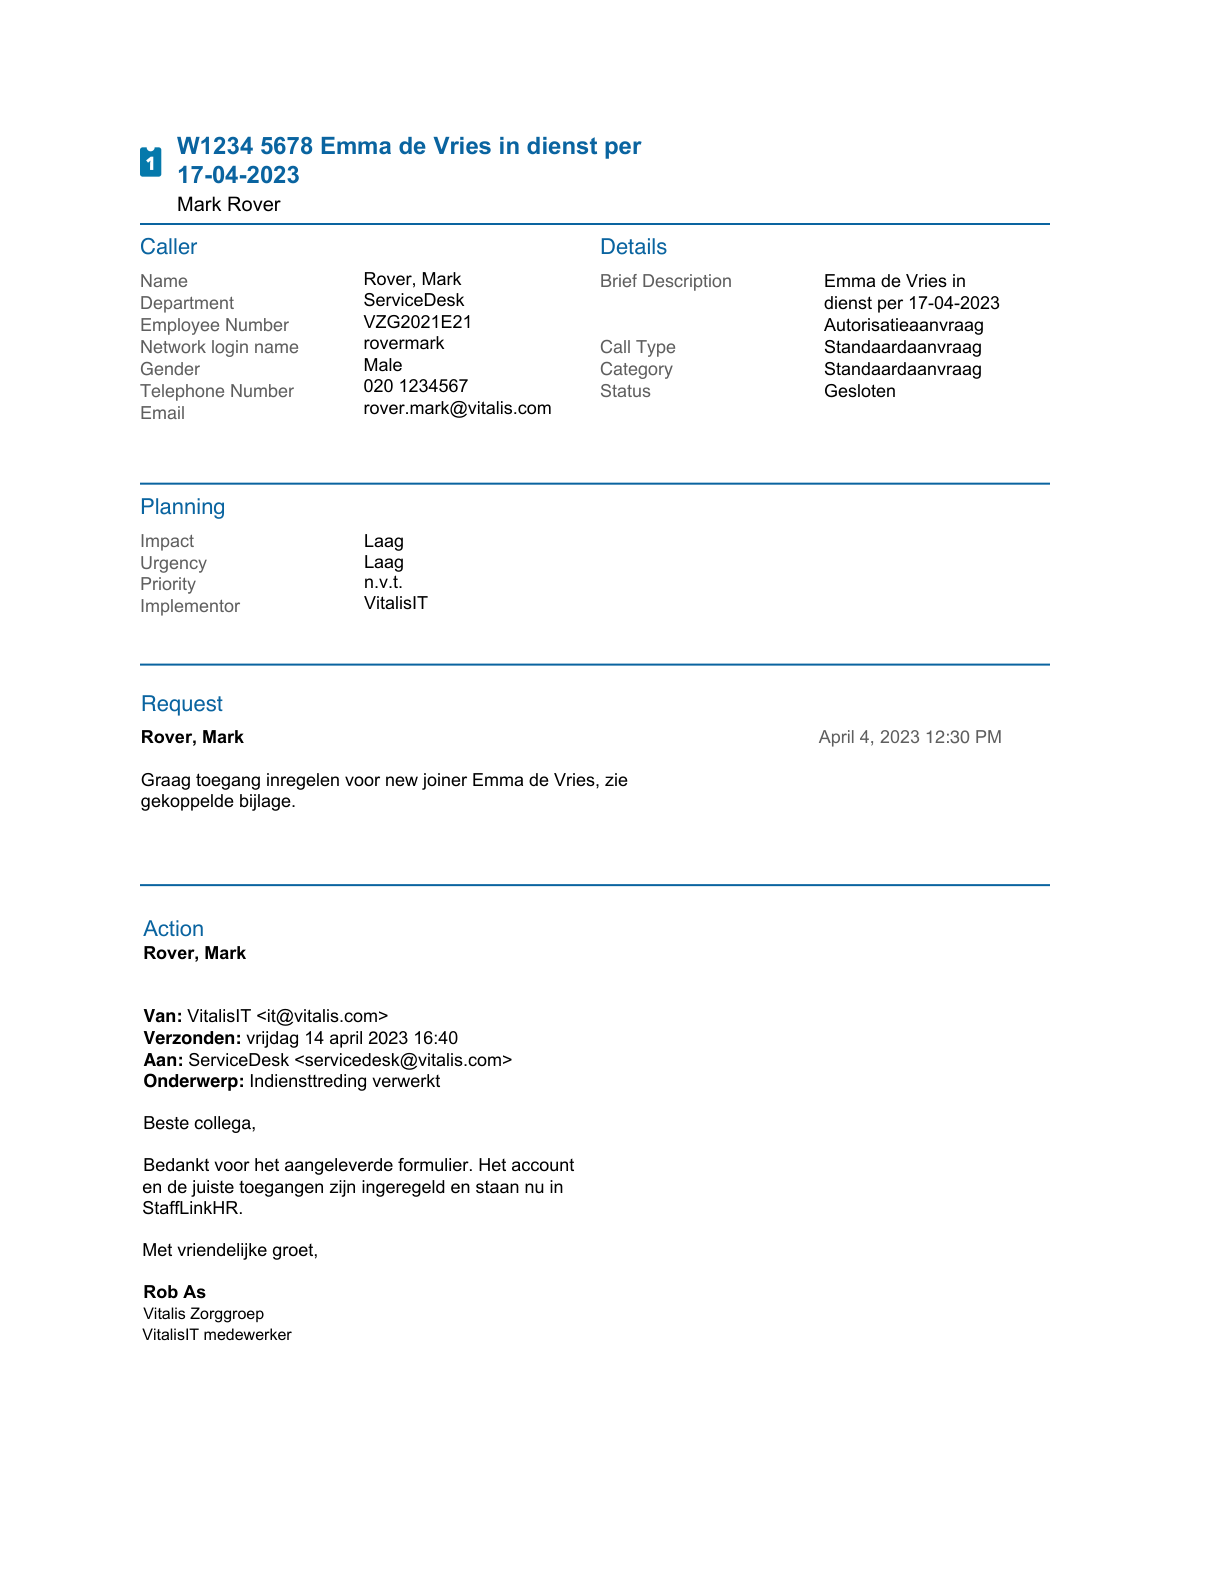 1
W1234 5678 Emma de Vries in dienst per
17-04-2023
Mark Rover
Caller
Name Rover, Mark
Department ServiceDesk
Employee Number VZG2021E21
Network login name rovermark
Gender Male
Telephone Number 020 1234567
Email rover.mark@vitalis.com
Details
Brief Description Emma de Vries in
dienst per 17-04-2023
Autorisatieaanvraag
Call Type Standaardaanvraag
Category Standaardaanvraag
Status Gesloten
Planning
Impact Laag
Urgency Laag
Priority n.v.t.
Implementor VitalisIT
Request
Rover, Mark April 4, 2023 12:30 PM
Graag toegang inregelen voor new joiner Emma de Vries, zie
gekoppelde bijlage.
Action
Rover, Mark
Van: VitalisIT <it@vitalis.com>
Verzonden: vrijdag 14 april 2023 16:40
Aan: ServiceDesk <servicedesk@vitalis.com>
Onderwerp: Indiensttreding verwerkt
Beste collega,
Bedankt voor het aangeleverde formulier. Het account
en de juiste toegangen zijn ingeregeld en staan nu in
StaffLinkHR.
Met vriendelijke groet,
Rob As
Vitalis Zorggroep
VitalisIT medewerker